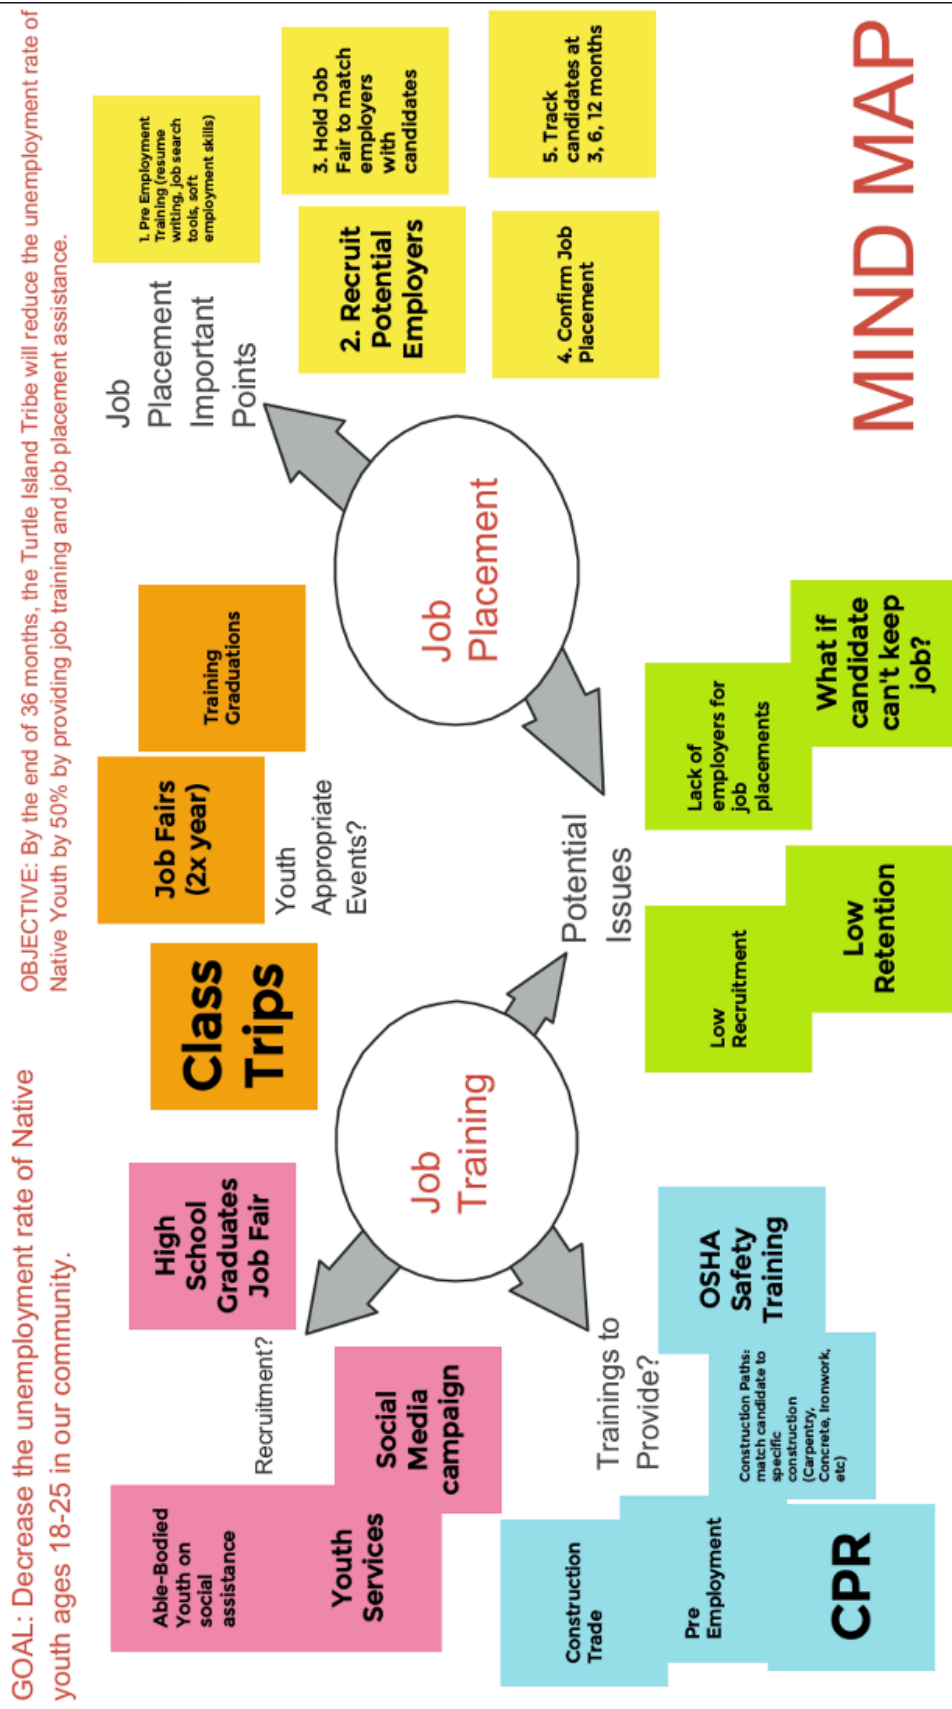 GOAL: Decrease the unemployment rate of Native
youth ages 18-25 in our community.
OBJECTIVE: By the end of 36 months, the Turtle Island Tribe will reduce the unemployment rate of
Native Youth by 50% by providing job training and job placement assistance.
Able-Bodied
Youth on
social
assistance
Youth
Services
Social
Media
campaign
High
School
Graduates
Job Fair
Recruitment?
Class
Trips
Job Fairs
(2x year)
Training
Graduations
Youth
Appropriate
Events?
Job
Placement
Important
Points
1. Pre Employment
Training (resume
writing, job search
tools, soft
employment skills)
2. Recruit
Potential
Employers
3. Hold Job
Fair to match
employers
with
candidates
4. Confirm Job
Placement
5. Track
candidates at
3, 6, 12 months
Job
Training
Job
Placement
Trainings to
Provide?
Construction
Trade
Pre
Employment
CPR
Construction Paths:
match candidate to
specific
construction
(Carpentry,
Concrete, Ironwork,
etc)
OSHA
Safety
Training
Potential
Issues
Low
Recruitment
Low
Retention
Lack of
employers for
job
placements
What if
candidate
can't keep
job?
MIND MAP